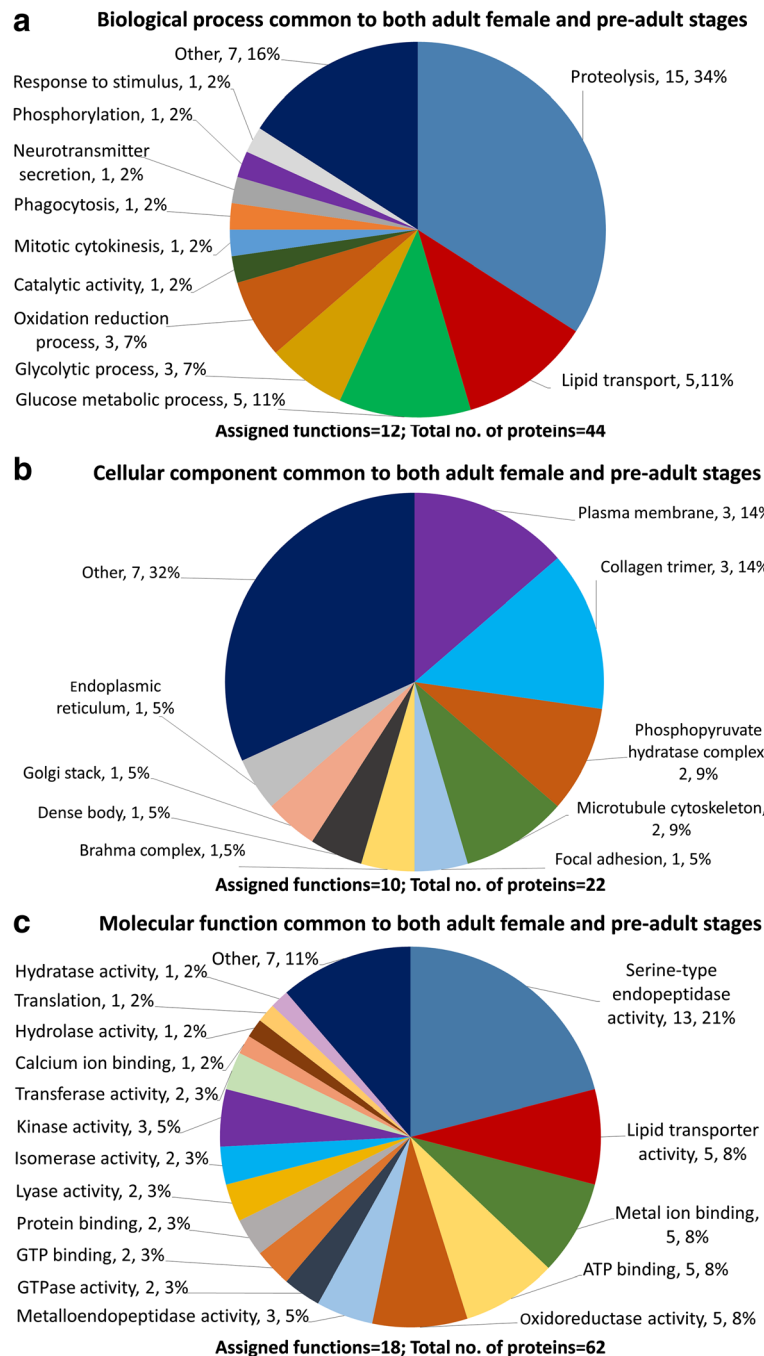 a
Biological process common to both adult female and pre-adult stages
Other, 7, 16%
Response to stimulus, 1, 2%
Phosphorylation, 1, 2%
Neurotransmitter
secretion, 1, 2%
Phagocytosis, 1, 2%
Mitotic cytokinesis, 1, 2%
Catalytic activity, 1, 2%
Oxidation reduction
process, 3, 7%
Glycolytic process, 3, 7%
Glucose metabolic process, 5, 11%
Proteolysis, 15, 34%
Lipid transport, 5,11%
Assigned functions=12; Total no. of proteins=44
b
Cellular component common to both adult female and pre-adult stages
Other, 7, 32%
Endoplasmic
reticulum, 1, 5%
Golgi stack, 1, 5%
Dense body, 1, 5%
Brahma complex, 1,5%
Plasma membrane, 3, 14%
Collagen trimer, 3, 14%
Phosphopyruvate
hydratase complex
2, 9%
Microtubule cytoskeleton,
2, 9%
Focal adhesion, 1, 5%
Assigned functions=10; Total no. of proteins=22
c
Molecular function common to both adult female and pre-adult stages
Other, 7, 11%
Hydratase activity, 1, 2%
Translation, 1, 2%
Hydrolase activity, 1, 2%
Calcium ion binding, 1, 2%
Transferase activity, 2, 3%
Kinase activity, 3, 5%
Isomerase activity, 2, 3%
Lyase activity, 2, 3%
Protein binding, 2, 3%
GTP binding, 2, 3%
GTPase activity, 2, 3%
Metalloendopeptidase activity, 3, 5%
Serine-type
endopeptidase
activity, 13, 21%
Lipid transporter
activity, 5, 8%
Metal ion binding,
5, 8%
ATP binding, 5, 8%
Oxidoreductase activity, 5, 8%
Assigned functions=18; Total no. of proteins=62